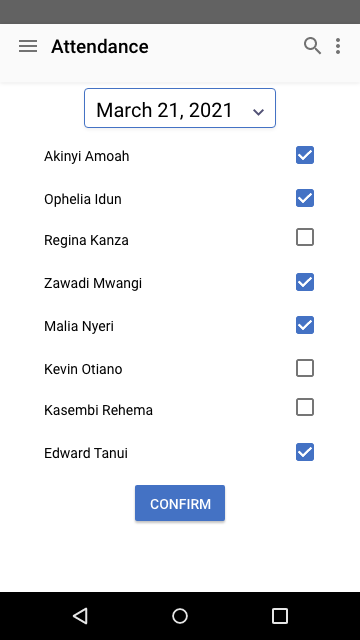 Attendance
March 21, 2021
Akinyi Amoah
Ophelia Idun
Regina Kanza
Zawadi Mwangi
Malia Nyeri
Kevin Otiano
Kasembi Rehema
Edward Tanui
CONFIRM